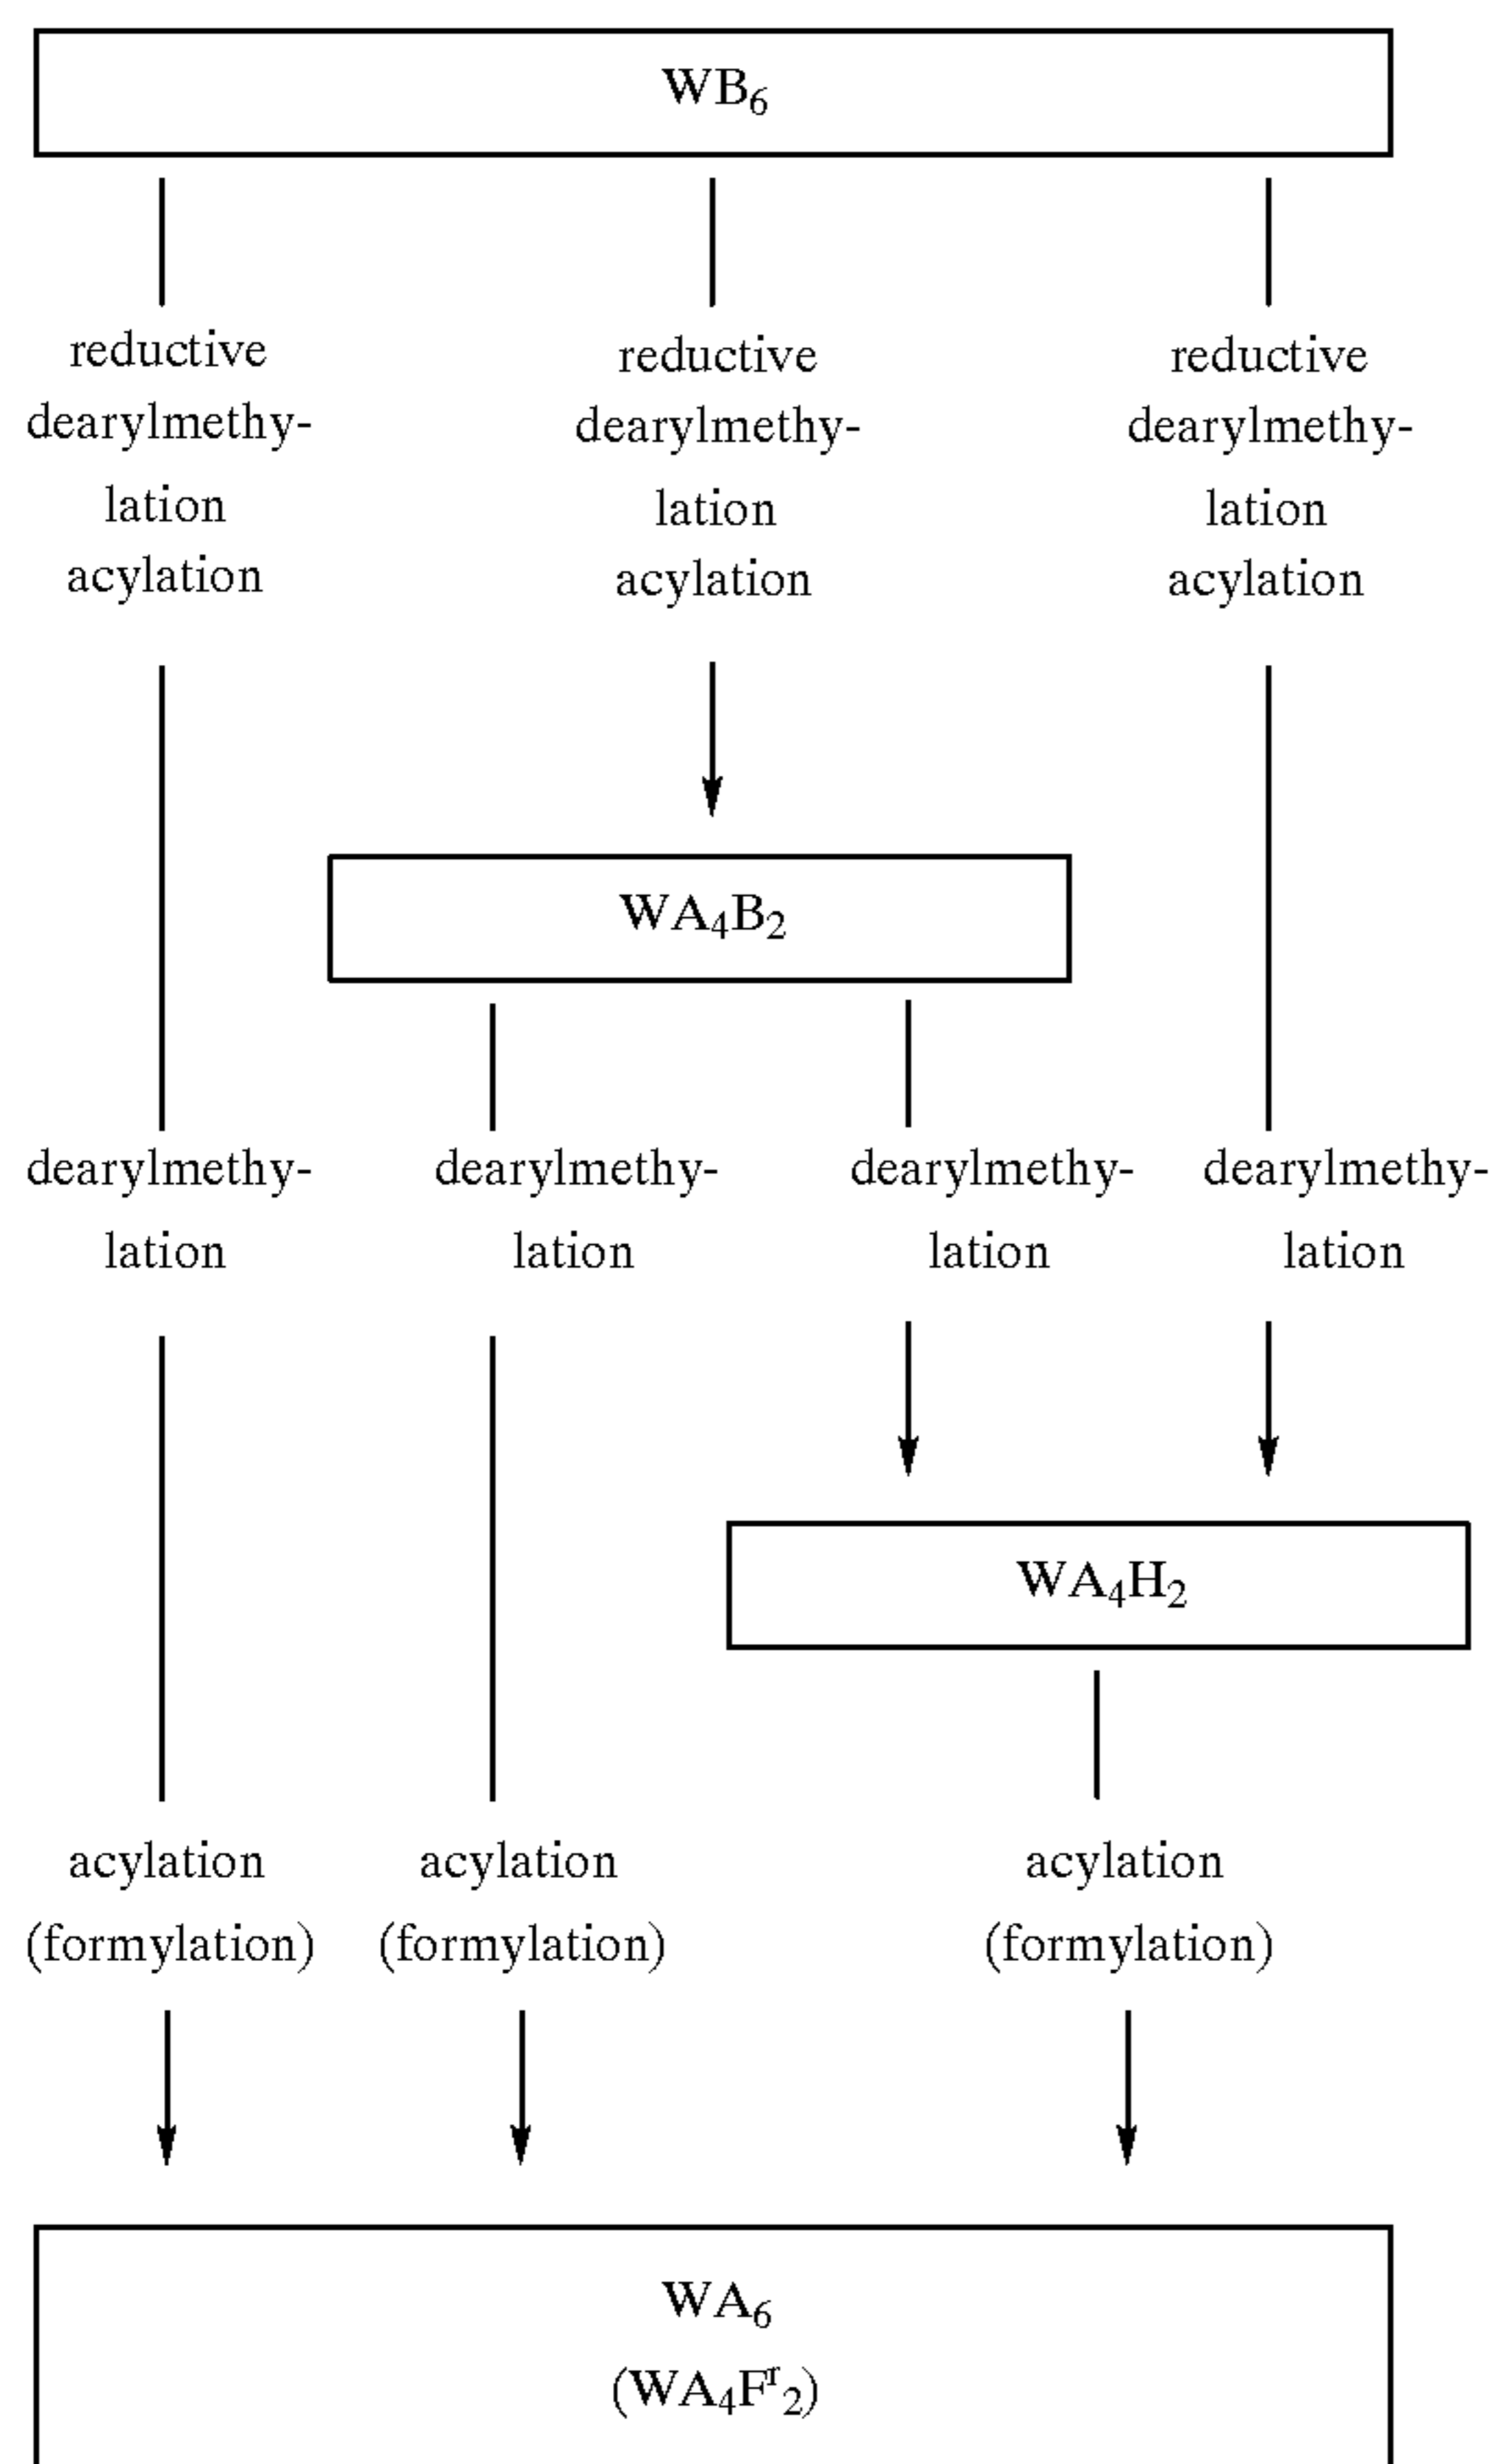 WB₆
reductive
dearylmethy-
lation
acylation
reductive
dearylmethy-
lation
acylation
reductive
dearylmethy-
lation
acylation
WA₄B₂
dearylmethy-
lation
dearylmethy-
lation
dearylmethy-
lation
dearylmethy-
lation
WA₄H₂
acylation
(formylation)
acylation
(formylation)
acylation
(formylation)
WA₆
(WA₄Fʳ₂)